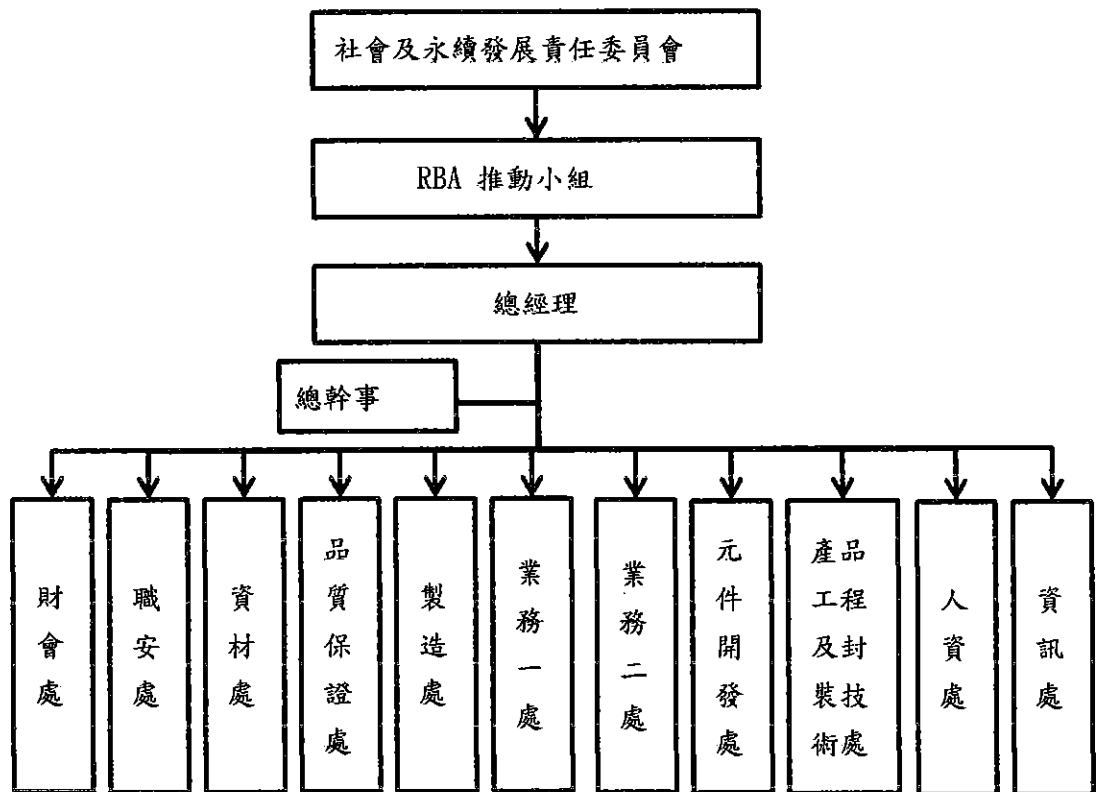 社會及永續發展責任委員會
RBA 推動小組
總經理
總幹事
財會處
職安處
資材處
品質保證處
製造處
業務一處
業務二處
元件開發處
產品工程及封裝技術處
人資處
資訊處